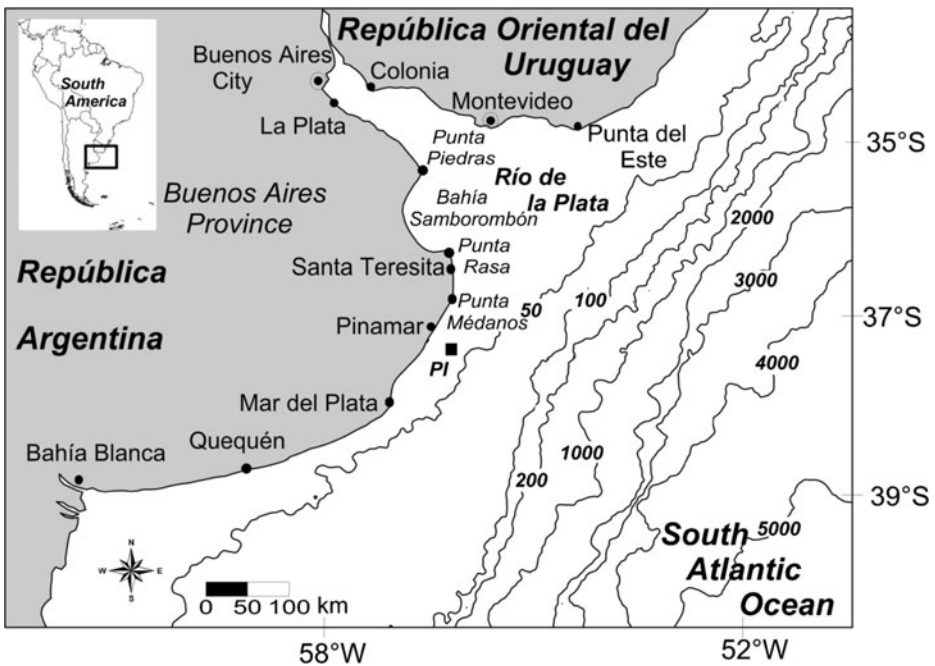 República Oriental del
Uruguay
Buenos Aires
City
Colonia
South
America
Montevideo
La Plata
Punta del
Este
35°S
Punta
Piedras
Río de
la Plata
Buenos Aires
Province
Bahía
Samborombón
2000
Punta
Rasa
Santa Teresita
República
3000
100
50
Punta
Médanos
37°S
Pinamar
Argentina
PI
4000
Mar del Plata
Quequén
Bahía Blanca
1000
200
39°S
5000
South
Atlantic
Ocean
N
W
E
S
0 50 100 km
58°W
52°W